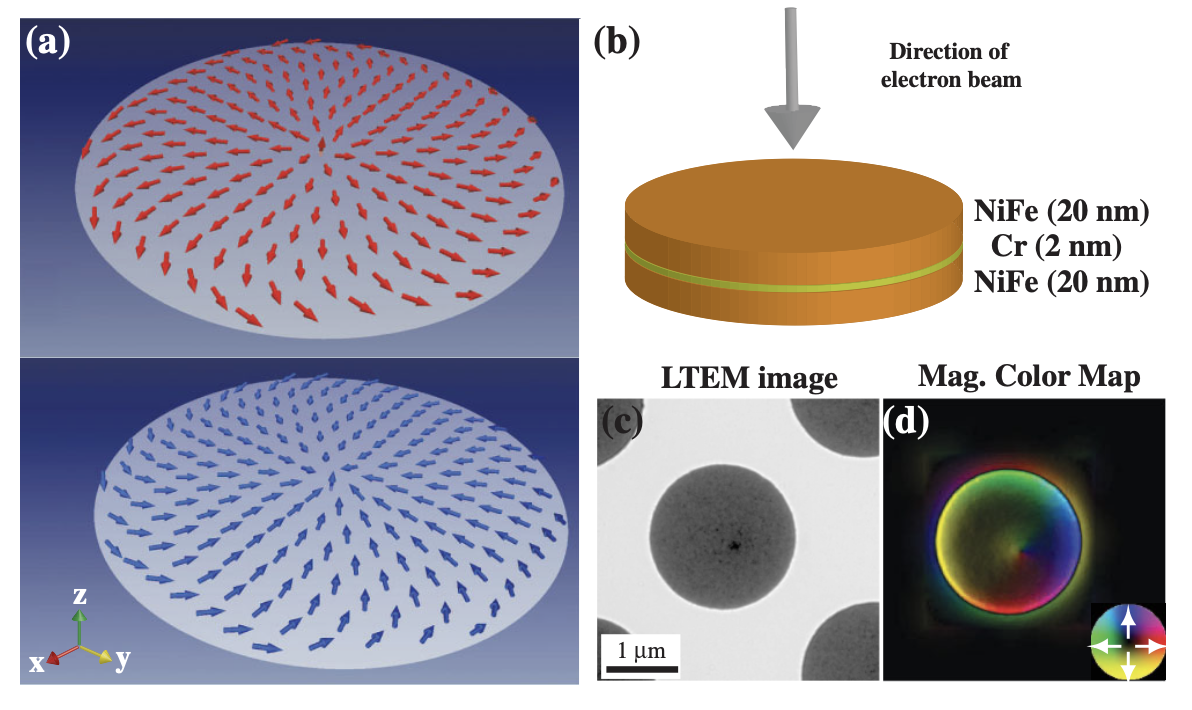 (a)
z
x
y
(b)
Direction of
electron beam
NiFe (20 nm)
Cr (2 nm)
NiFe (20 nm)
LTEM image
Mag. Color Map
(c)
(d)
1 μm